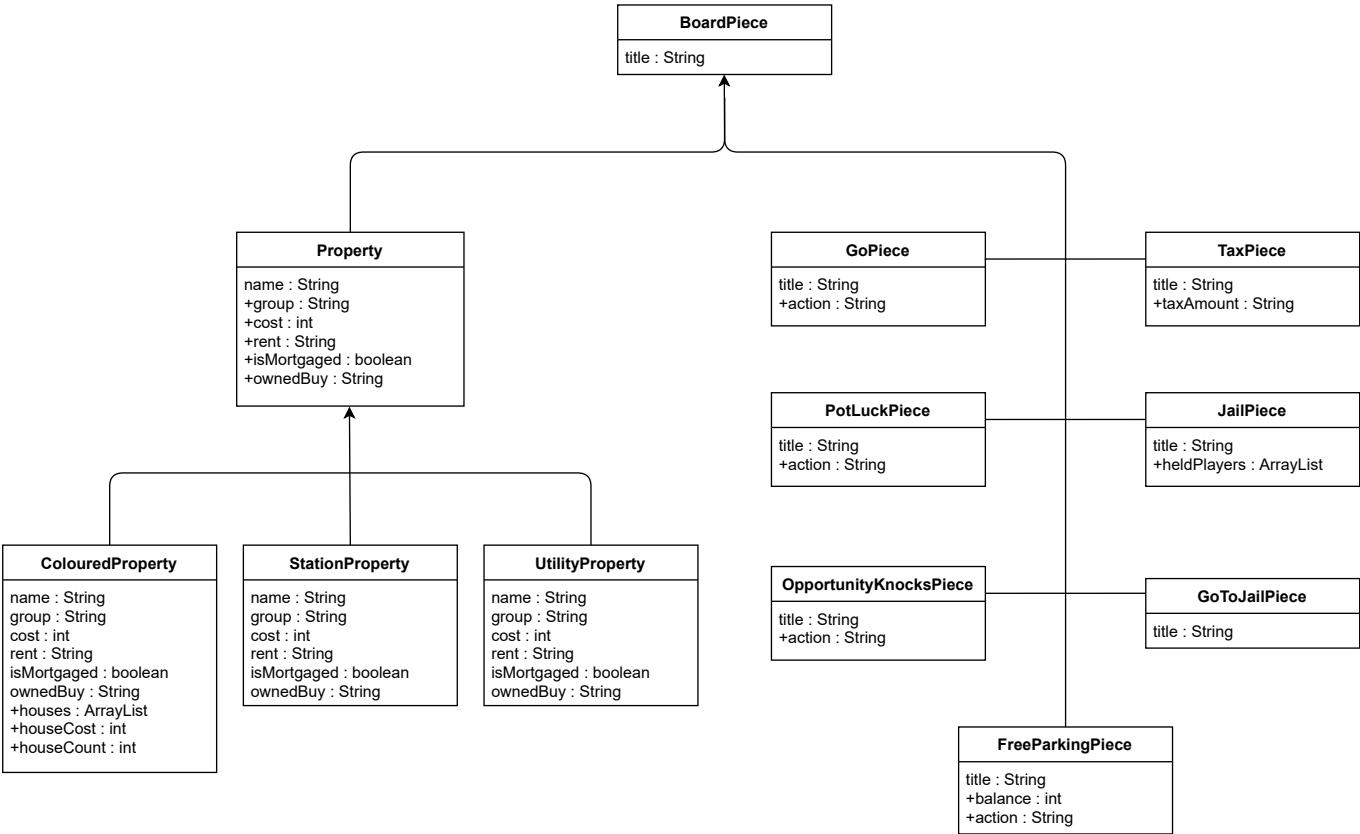 BoardPiece
title : String
Property
name : String
+group : String
+cost : int
+rent : String
+isMortgaged : boolean
+ownedBuy : String
GoPiece
title : String
+action : String
TaxPiece
title : String
+taxAmount : String
PotLuckPiece
title : String
+action : String
JailPiece
title : String
+heldPlayers : ArrayList
ColouredProperty
name : String
group : String
cost : int
rent : String
isMortgaged : boolean
ownedBuy : String
+houses : ArrayList
+houseCost : int
+houseCount : int
StationProperty
name : String
group : String
cost : int
rent : String
isMortgaged : boolean
ownedBuy : String
UtilityProperty
name : String
group : String
cost : int
rent : String
isMortgaged : boolean
ownedBuy : String
OpportunityKnocksPiece
title : String
+action : String
GoToJailPiece
title : String
FreeParkingPiece
title : String
+balance : int
+action : String